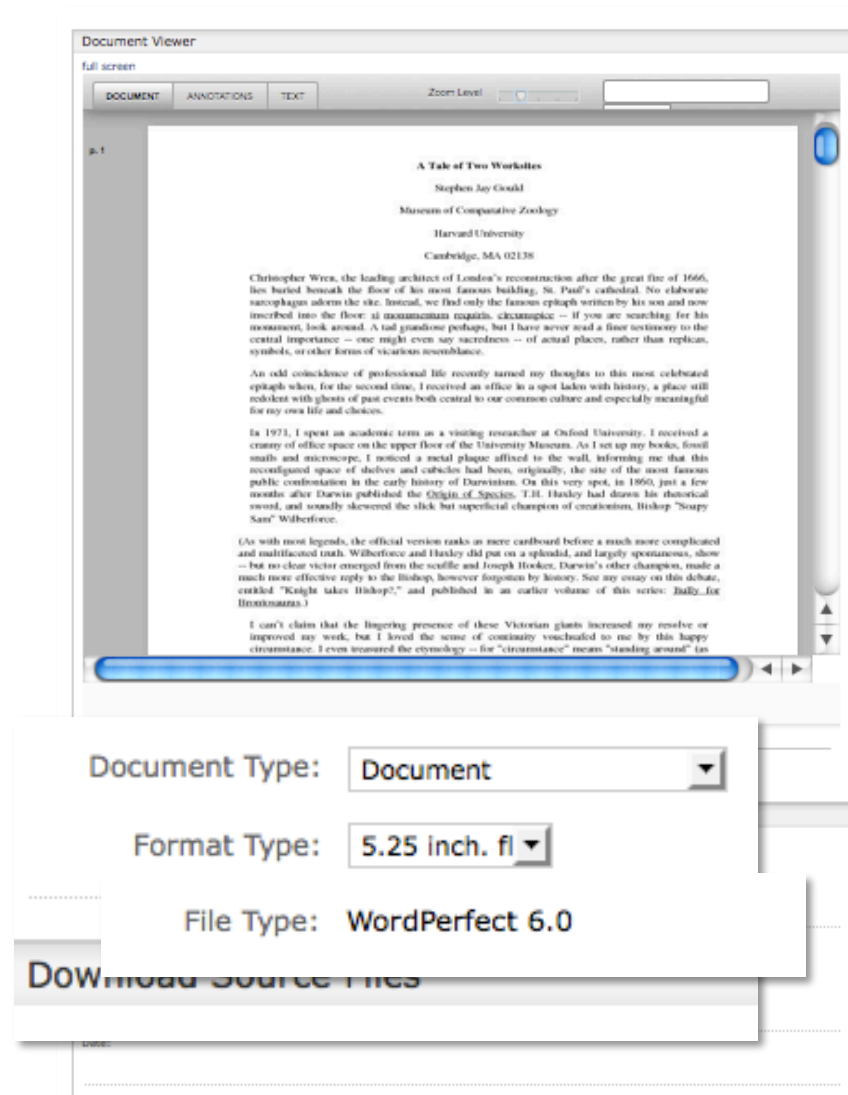 Document Viewer
full screen
DOCUMENT ANNOTATIONS TEXT Zoom Level
p. 1
A Tale of Two Worksites
Stephen Jay Gould
Museum of Comparative Zoology
Harvard University
Cambridge, MA 02138
Christopher Wren, the leading architect of London's reconstruction after the great fire of 1666,
lies buried beneath the floor of his most famous building, St. Paul's cathedral. No elaborate
sarcophagus adorns the site. Instead, we find only the famous epitaph written by his son and now
inscribed into the floor: si monumentum requiris, circumspice -- if you are searching for his
monument, look around. A tad grandiose perhaps, but I have never read a finer testimony to the
central importance -- one might even say sacredness -- of actual places, rather than replicas,
symbols, or other forms of vicarious resemblance.
An odd coincidence of professional life recently turned my thoughts to this most celebrated
epitaph when, for the second time, I received an office in a spot laden with history, a place still
redolent with ghosts of past events both central to our common culture and especially meaningful
for my own life and choices.
In 1971, I spent an academic term as a visiting researcher at Oxford University. I received a
cranny of office space on the upper floor of the University Museum. As I set up my books, fossil
snails and microscope, I noticed a metal plaque affixed to the wall, informing me that this
reconfigured space of shelves and cubicles had been, originally, the site of the most famous
public confrontation in the early history of Darwinism. On this very spot, in 1860, just a few
months after Darwin published the Origin of Species, T.H. Huxley had drawn his rhetorical
sword, and soundly skewered the slick but superficial champion of creationism, Bishop "Soapy
Sam" Wilberforce.
(As with most legends, the official version ranks as mere cardboard before a much more complicated
and multifaceted truth. Wilberforce and Huxley did put on a splendid, and largely spontaneous, show
-- but no clear victor emerged from the scuffle and Joseph Hooker, Darwin's other champion, made a
much more effective reply to the Bishop, however forgotten by history. See my essay on this debate,
entitled "Knight takes Bishop?," and published in an earlier volume of this series: Bully for
Brontosaurus.)
I can't claim that the lingering presence of these Victorian giants increased my resolve or
improved my work, but I loved the sense of continuity vouchsafed to me by this happy
circumstance. I even treasured the etymology -- for "circumstance" means "standing around" (as
Document Type: Document
Format Type: 5.25 inch. fl
File Type: WordPerfect 6.0
Download Source Files
Date: